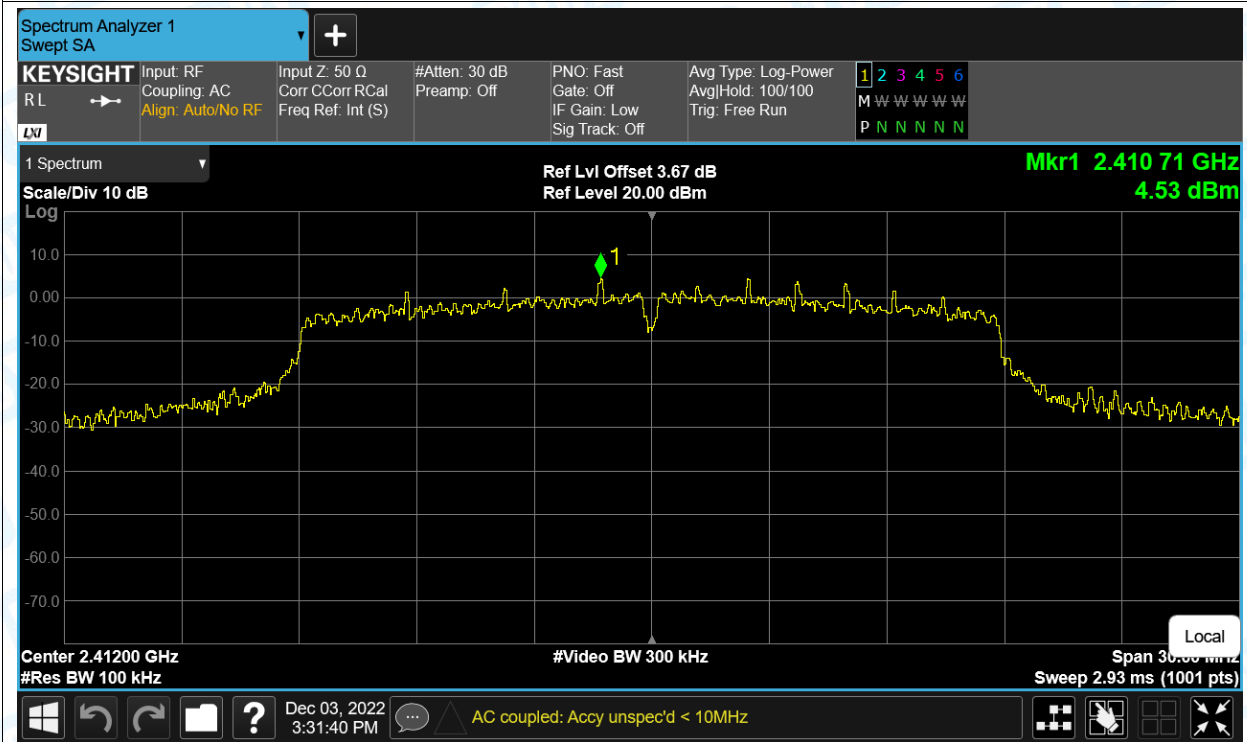 Spectrum Analyzer 1
Swept SA
KEYSIGHT
R L
LXI
Input: RF
Coupling: AC
Align: Auto/No RF
Input Z: 50 Ω
Corr CCorr RCal
Freq Ref: Int (S)
#Atten: 30 dB
Preamp: Off
PNO: Fast
Gate: Off
IF Gain: Low
Sig Track: Off
Avg Type: Log-Power
Avg|Hold: 100/100
Trig: Free Run
1 2 3 4 5 6
M W W W W W
P N N N N N
1 Spectrum
Scale/Div 10 dB
Log
Ref Lvl Offset 3.67 dB
Ref Level 20.00 dBm
Mkr1 2.410 71 GHz
4.53 dBm
1
10.0
0.00
-10.0
-20.0
-30.0
-40.0
-50.0
-60.0
-70.0
Local
Center 2.41200 GHz
#Video BW 300 kHz
Span 30.00 MHz
#Res BW 100 kHz
Sweep 2.93 ms (1001 pts)
?
Dec 03, 2022
3:31:40 PM
AC coupled: Accy unspec'd < 10MHz